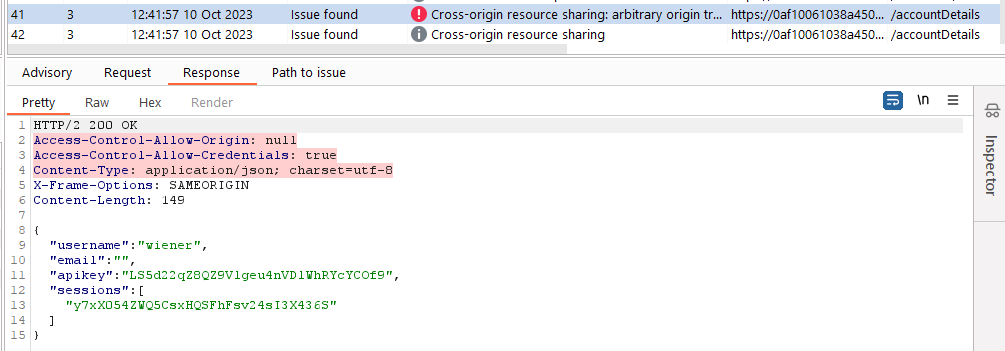 41 3 12:41:57 10 Oct 2023 Issue found Cross-origin resource sharing: arbitrary origin tr... https://0af10061038a450... /accountDetails
42 3 12:41:57 10 Oct 2023 Issue found Cross-origin resource sharing https://0af10061038a450... /accountDetails
Advisory Request Response Path to issue
Pretty Raw Hex Render \n
Inspector
1 HTTP/2 200 OK
2 Access-Control-Allow-Origin: null
3 Access-Control-Allow-Credentials: true
4 Content-Type: application/json; charset=utf-8
5 X-Frame-Options: SAMEORIGIN
6 Content-Length: 149
7
8 {
9 "username":"wiener",
10 "email":"",
11 "apikey":"LS5d22qZ8QZ9Vlgeu4nVDlWhRYcYCOf9",
12 "sessions":[
13 "y7xXO54ZWQ5CsxHQSFhFsv24sI3X436S"
14 ]
15 }